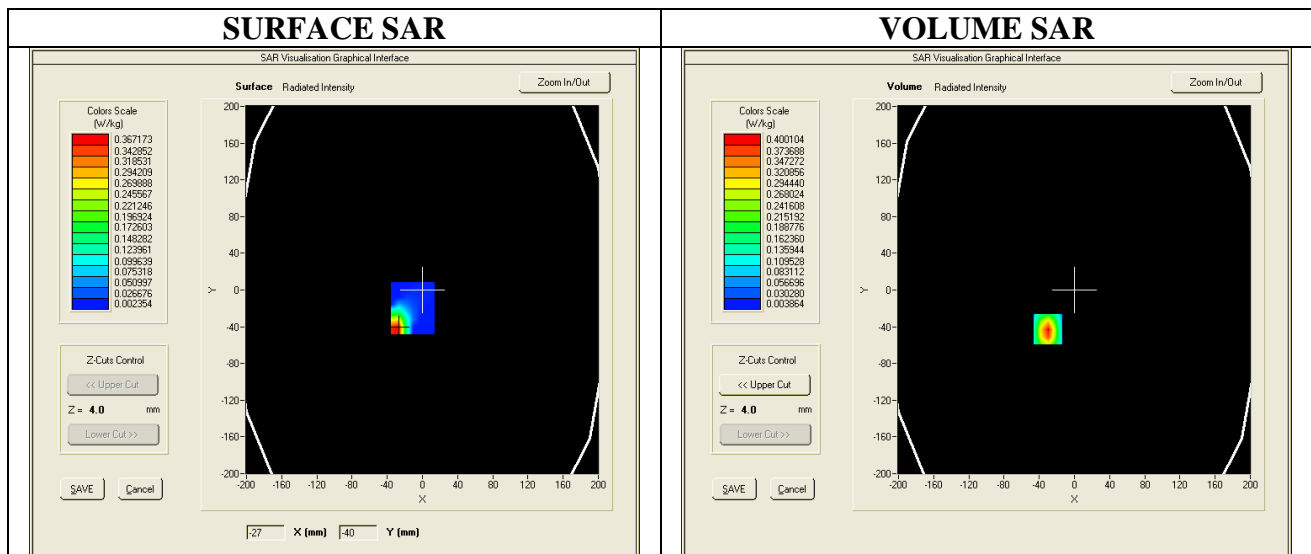 SURFACE SAR
SAR Visualisation Graphical Interface
Surface Radiated Intensity
Zoom In/Out
Colors Scale
(W/kg)
0.367173
0.342852
0.318531
0.294209
0.269888
0.245567
0.221246
0.196924
0.172603
0.148282
0.123961
0.099639
0.075318
0.050997
0.026676
0.002354
Z-Cuts Control
<< Upper Cut
Z = 4.0 mm
Lower Cut >>
SAVE Cancel
200
160
120
80
40
0
-40
-80
-120
-160
-200
Y
-200 -160 -120 -80 -40 0 40 80 120 160 200
X
-27 X (mm) -40 Y (mm)
VOLUME SAR
SAR Visualisation Graphical Interface
Volume Radiated Intensity
Zoom In/Out
Colors Scale
(W/kg)
0.400104
0.373688
0.347272
0.320856
0.294440
0.268024
0.241608
0.215192
0.188776
0.162360
0.135944
0.109528
0.083112
0.056696
0.030280
0.003864
Z-Cuts Control
<< Upper Cut
Z = 4.0 mm
Lower Cut >>
SAVE Cancel
200
160
120
80
40
0
-40
-80
-120
-160
-200
Y
-200 -160 -120 -80 -40 0 40 80 120 160 200
X